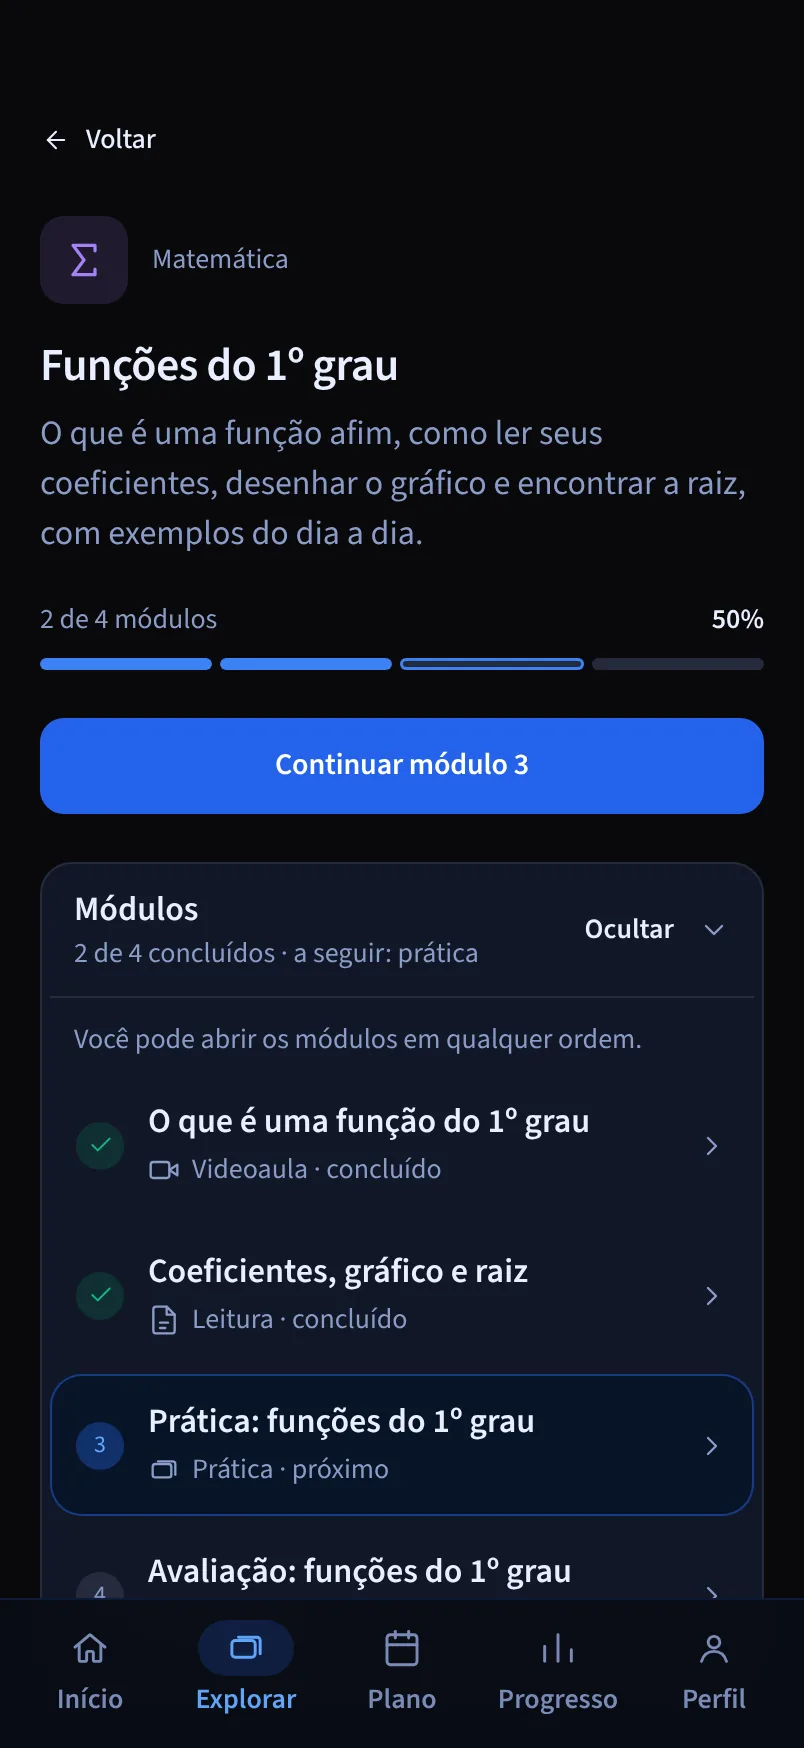 Voltar
Σ
Matemática
Funções do 1º grau
O que é uma função afim, como ler seus
coeficientes, desenhar o gráfico e encontrar a raiz,
com exemplos do dia a dia.
2 de 4 módulos
50%
Continuar módulo 3
Módulos
2 de 4 concluídos · a seguir: prática
Ocultar
Você pode abrir os módulos em qualquer ordem.
O que é uma função do 1º grau
Videoaula · concluído
Coeficientes, gráfico e raiz
Leitura · concluído
3
Prática: funções do 1º grau
Prática · próximo
4
Avaliação: funções do 1º grau
Início
Explorar
Plano
Progresso
Perfil